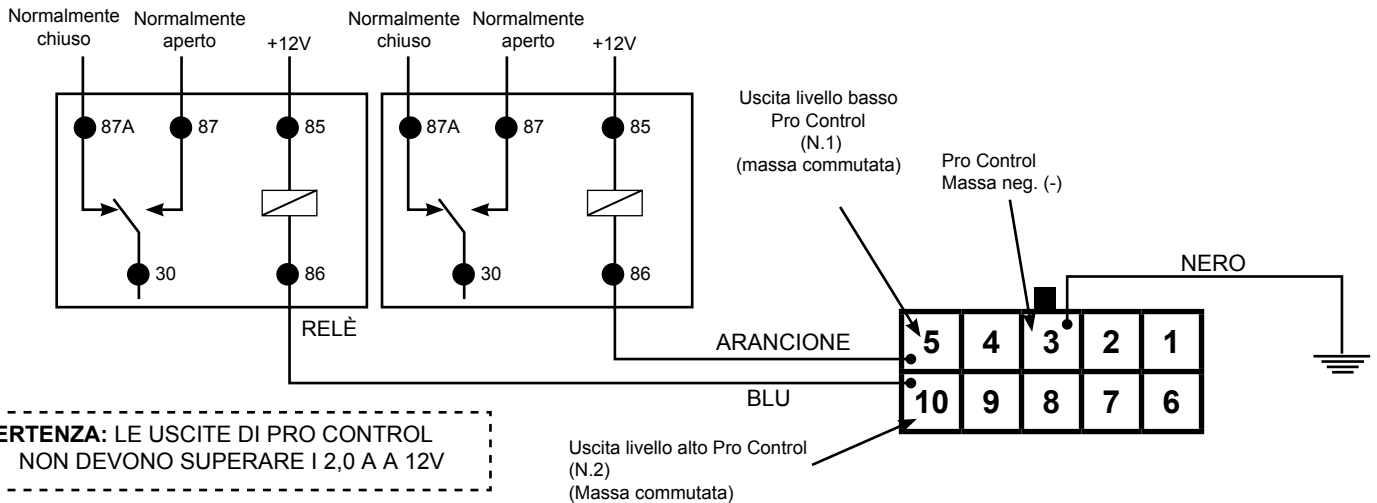 Normalmente
chiuso
Normalmente
aperto
+12V
Normalmente
chiuso
Normalmente
aperto
+12V
87A
87
85
30
86
87A
87
85
30
86
RELÈ
Uscita livello basso
Pro Control
(N.1)
(massa commutata)
Pro Control
Massa neg. (-)
NERO
ARANCIONE
BLU
5 4 3 2 1
10 9 8 7 6
ERTENZA: LE USCITE DI PRO CONTROL
NON DEVONO SUPERARE I 2,0 A A 12V
Uscita livello alto Pro Control
(N.2)
(Massa commutata)